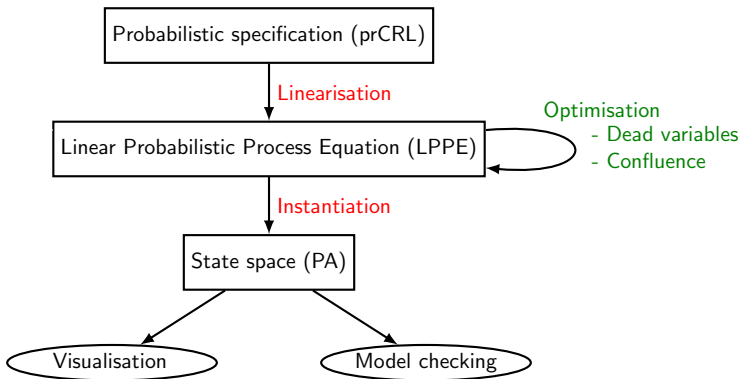 Probabilistic specification (prCRL)
Linearisation
Optimisation
- Dead variables
- Confluence
Linear Probabilistic Process Equation (LPPE)
Instantiation
State space (PA)
Visualisation
Model checking